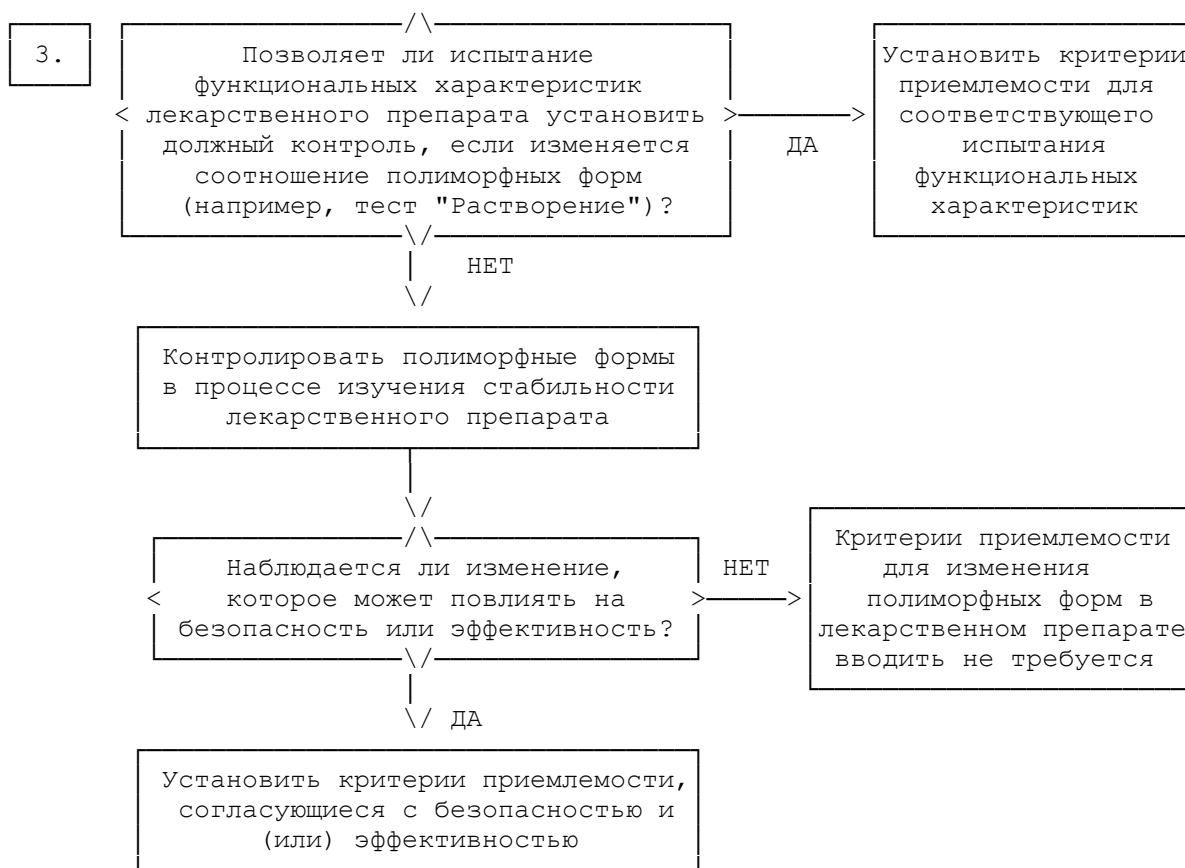 3.
Позволяет ли испытание
функциональных характеристик
лекарственного препарата установить
должный контроль, если изменяется
соотношение полиморфных форм
(например, тест "Растворение")?
ДА
Установить критерии
приемлемости для
соответствующего
испытания
функциональных
характеристик
НЕТ
Контролировать полиморфные формы
в процессе изучения стабильности
лекарственного препарата
Наблюдается ли изменение,
которое может повлиять на
безопасность или эффективность?
НЕТ
Критерии приемлемости
для изменения
полиморфных форм в
лекарственном препарате
вводить не требуется
ДА
Установить критерии приемлемости,
согласующиеся с безопасностью и
(или) эффективностью